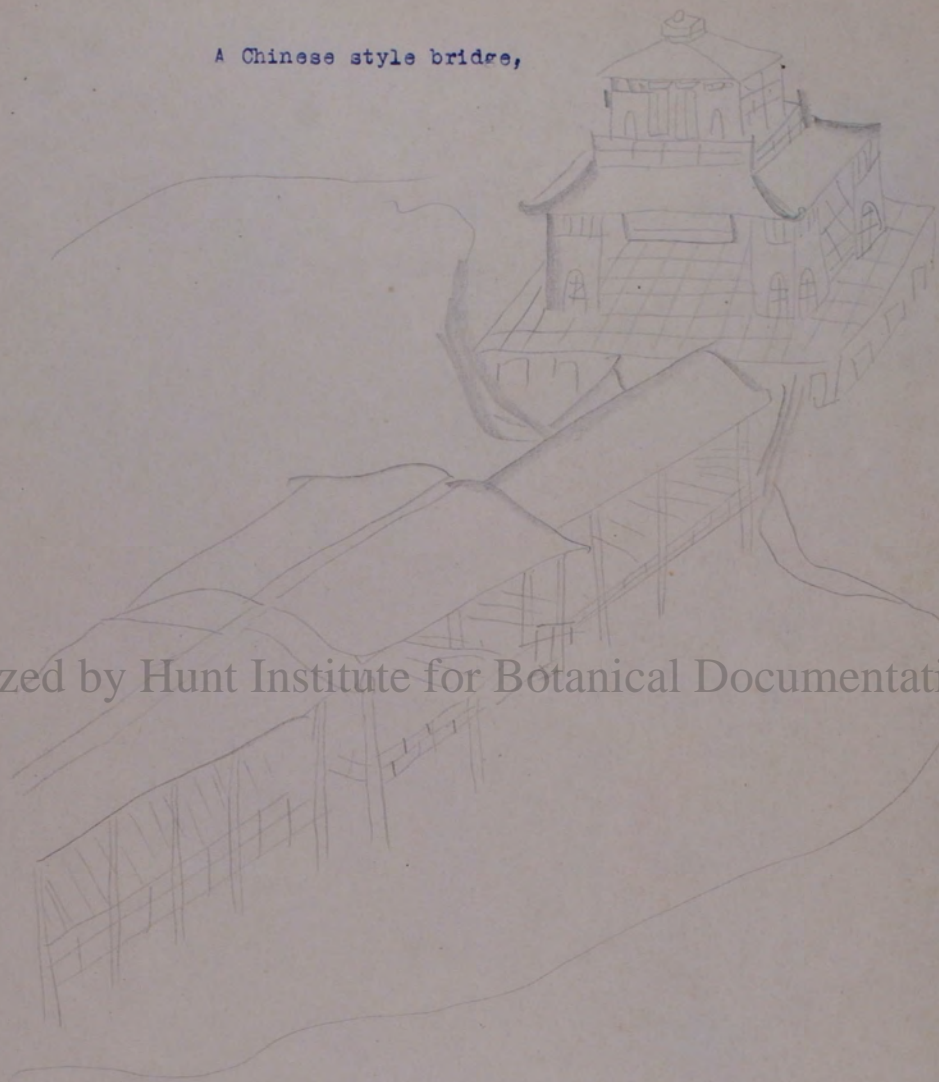 A Chinese style bridge,
zed by Hunt Institute for Botanical Documentati